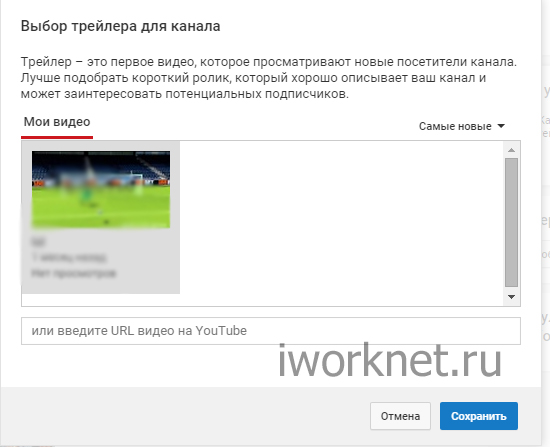 Выбор трейлера для канала
Трейлер – это первое видео, которое просматривают новые посетители канала.
Лучше подобрать короткий ролик, который хорошо описывает ваш канал и
может заинтересовать потенциальных подписчиков.
Мои видео
Самые новые
1 месяц назад
Нет просмотров
или введите URL видео на YouTube
iworknet.ru
Отмена
Сохранить